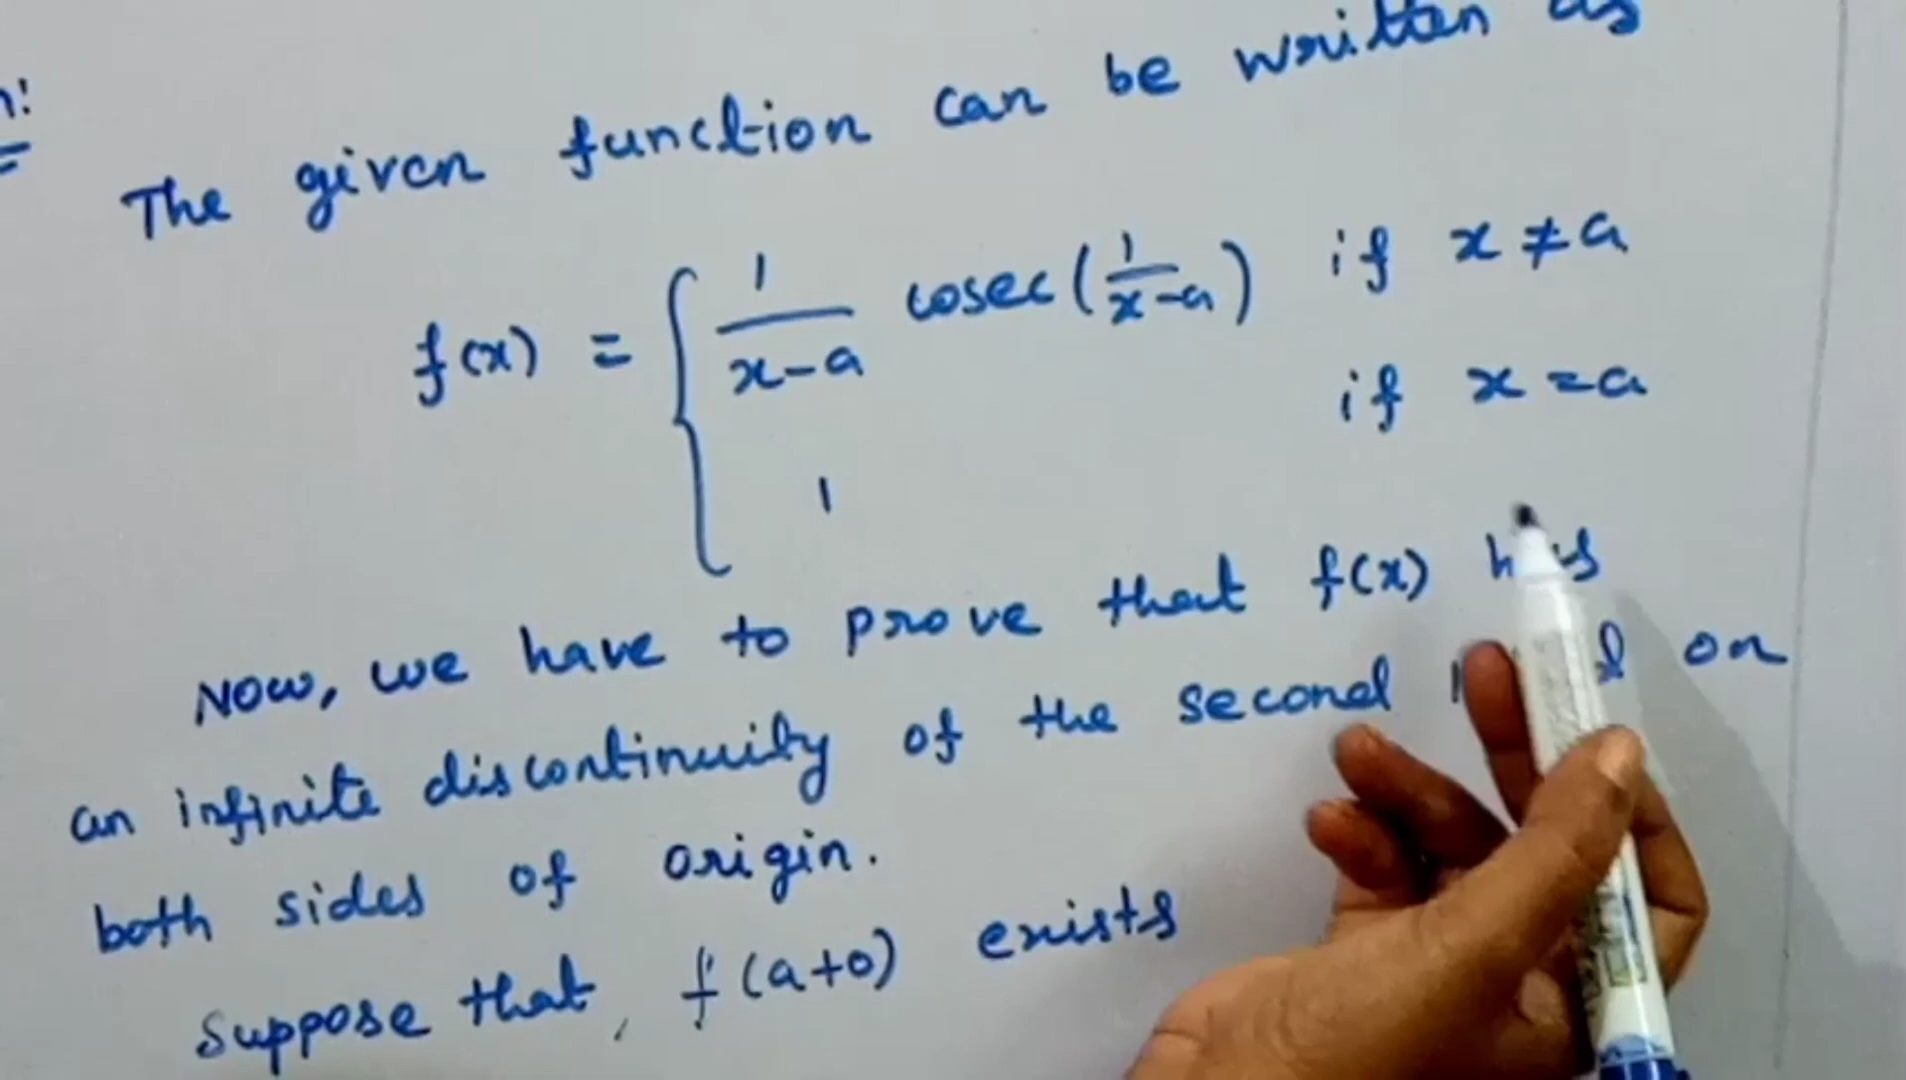 n:
The given function can be written as
f(x) = { 1/(x-a) cosec(1/(x-a)) if x ≠ a
1 if x = a
Now, we have to prove that f(x) has
an infinite discontinuity of the second on
both sides of origin.
Suppose that, f(a+0) exists